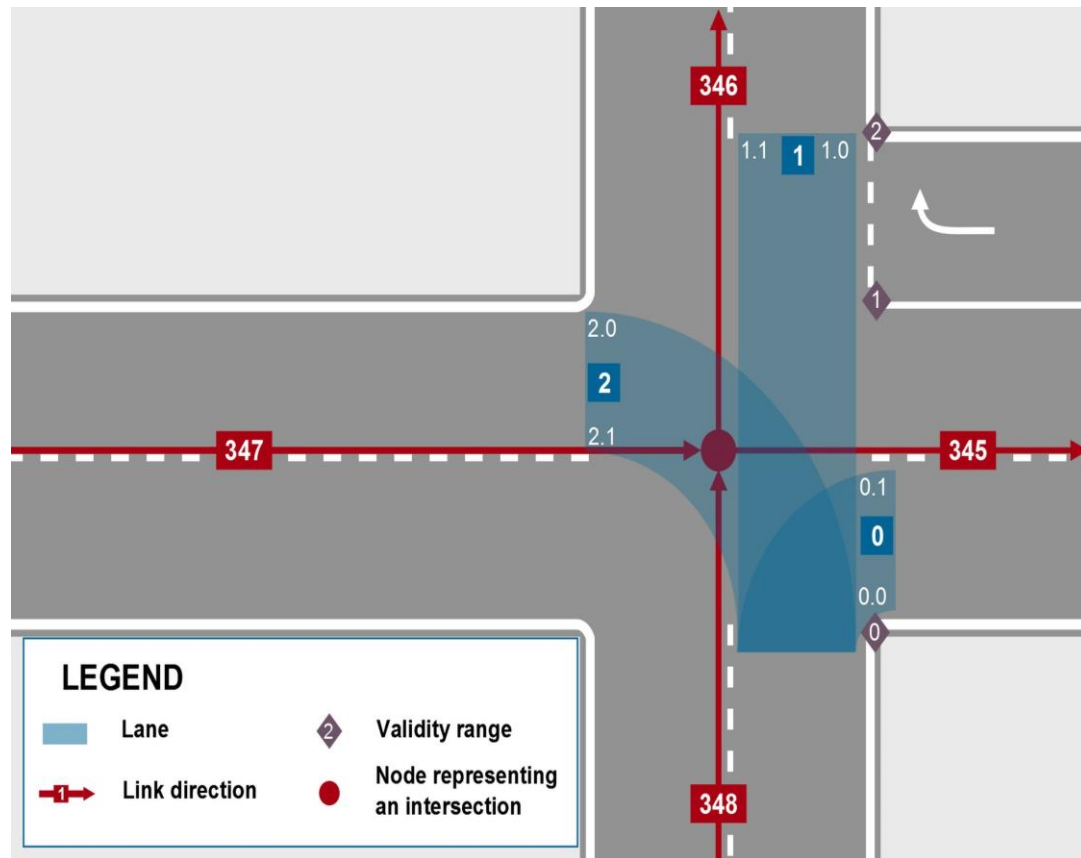 346
2
1.1 1 1.0
1
2.0
2
2.1
347
345
0.1
0
0.0
0
LEGEND
Lane
2 Validity range
1 Link direction
Node representing
an intersection
348